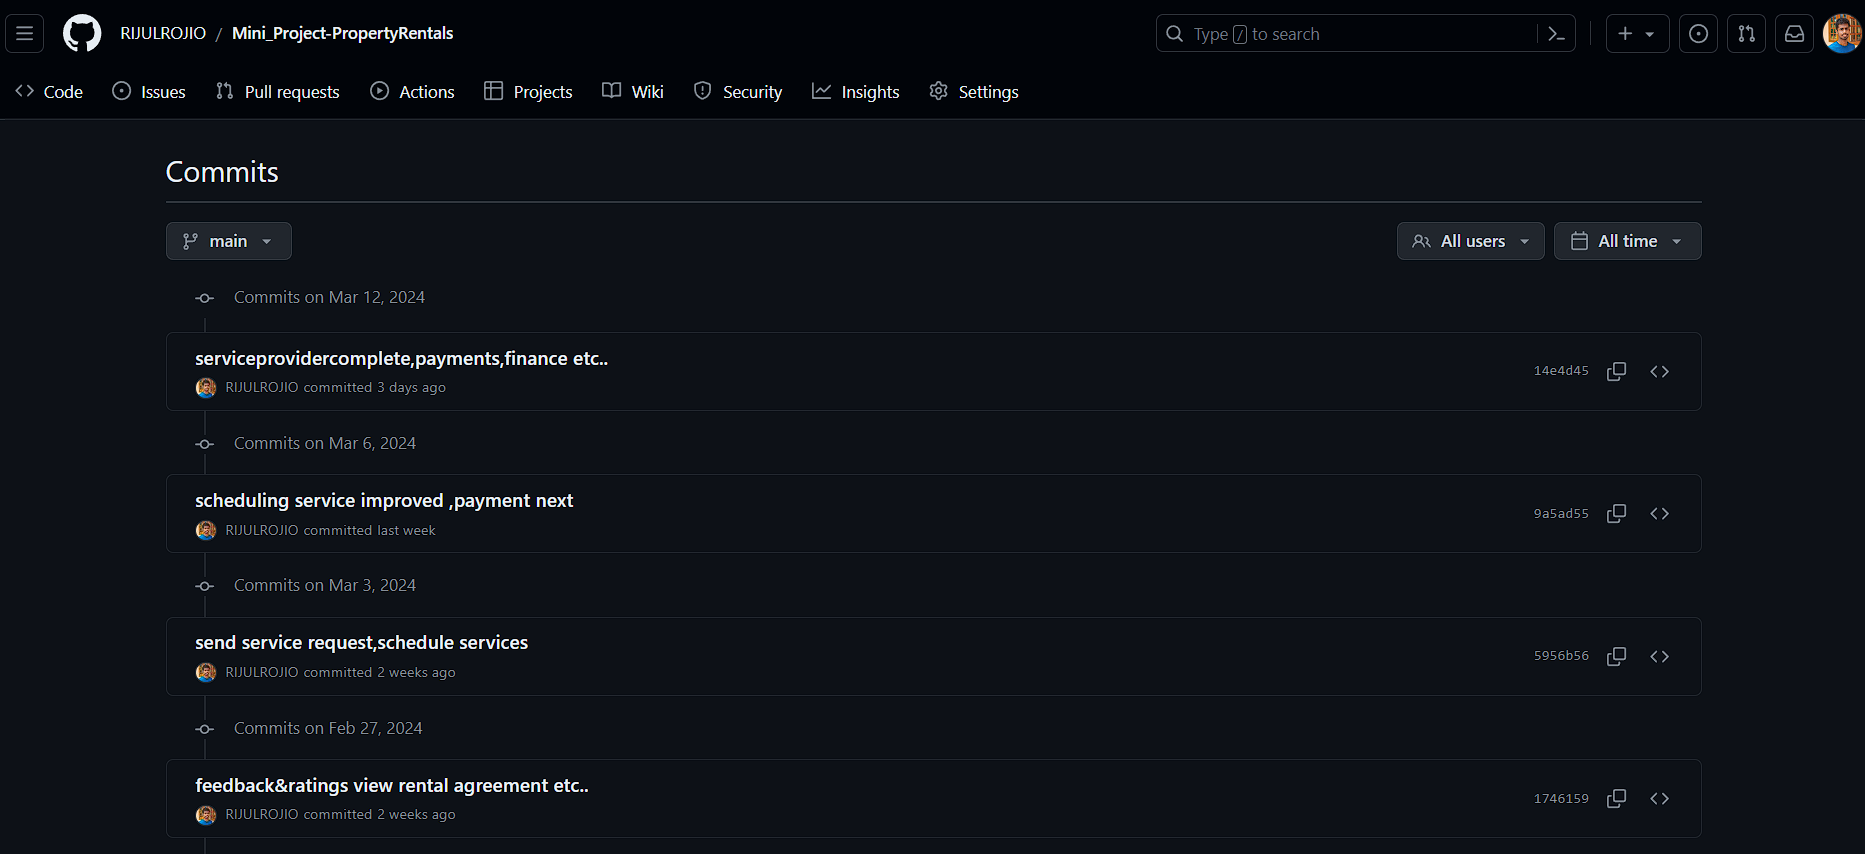 RIJULROJIO / Mini_Project-PropertyRentals
Type / to search
Code Issues Pull requests Actions Projects Wiki Security Insights Settings
Commits
main
All users All time
Commits on Mar 12, 2024
serviceprovidercomplete,payments,finance etc..
14e4d45
RIJULROJIO committed 3 days ago
Commits on Mar 6, 2024
scheduling service improved ,payment next
9a5ad55
RIJULROJIO committed last week
Commits on Mar 3, 2024
send service request,schedule services
5956b56
RIJULROJIO committed 2 weeks ago
Commits on Feb 27, 2024
feedback&ratings view rental agreement etc..
1746159
RIJULROJIO committed 2 weeks ago